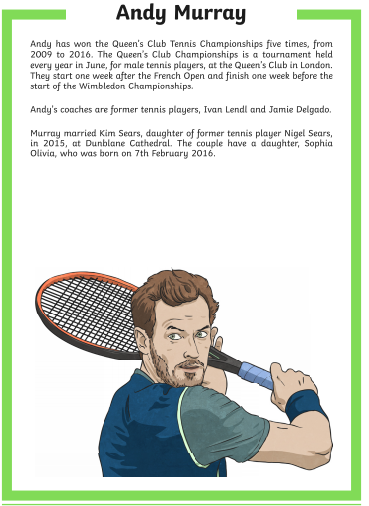 Andy Murray
Andy has won the Queen's Club Tennis Championships five times, from
2009 to 2016. The Queen's Club Championships is a tournament held
every year in June, for male tennis players, at the Queen's Club in London.
They start one week after the French Open and finish one week before the
start of the Wimbledon Championships.
Andy's coaches are former tennis players, Ivan Lendl and Jamie Delgado.
Murray married Kim Sears, daughter of former tennis player Nigel Sears,
in 2015, at Dunblane Cathedral. The couple have a daughter, Sophia
Olivia, who was born on 7th February 2016.